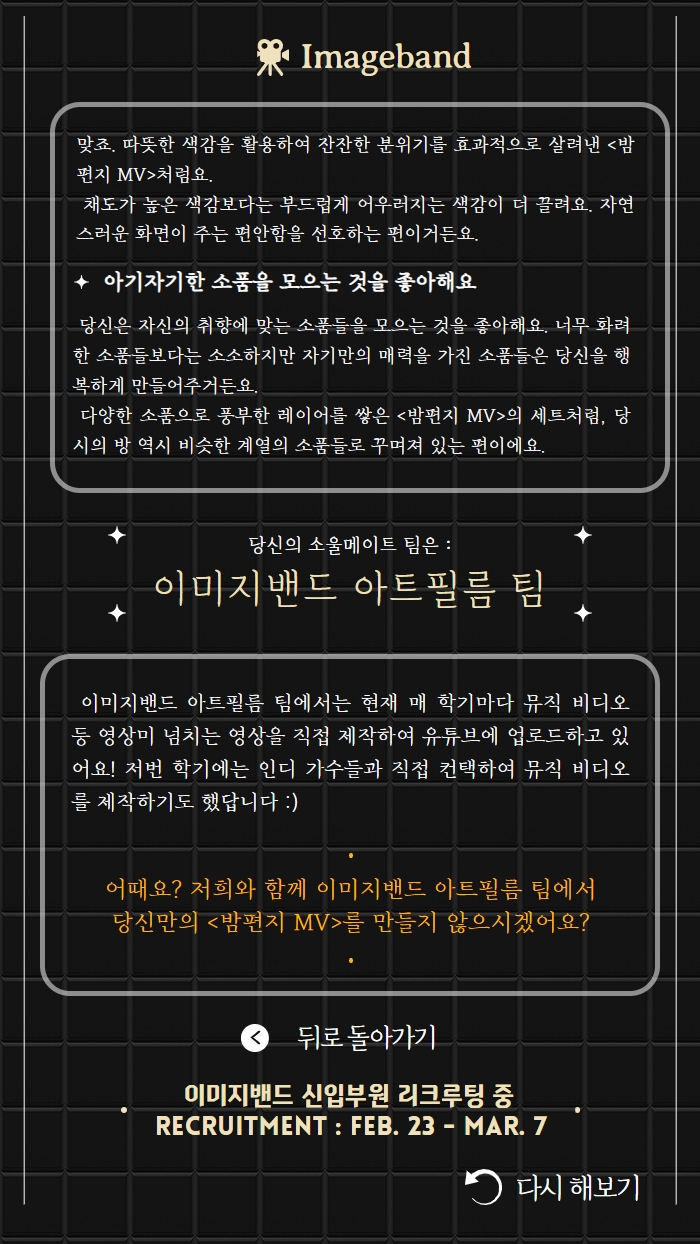 Imageband
맞죠. 따뜻한 색감을 활용하여 잔잔한 분위기를 효과적으로 살려낸 <밤
편지 MV>처럼요.
채도가 높은 색감보다는 부드럽게 어우러지는 색감이 더 끌려요. 자연
스러운 화면이 주는 편안함을 선호하는 편이거든요.
아기자기한 소품을 모으는 것을 좋아해요
당신은 자신의 취향에 맞는 소품들을 모으는 것을 좋아해요. 너무 화려
한 소품들보다는 소소하지만 자기만의 매력을 가진 소품들은 당신을 행
복하게 만들어주거든요.
다양한 소품으로 풍부한 레이어를 쌓은 <밤편지 MV>의 세트처럼, 당
시의 방 역시 비슷한 계열의 소품들로 꾸며져 있는 편이에요.
당신의 소울메이트 팀은 :
이미지밴드 아트필름 팀
이미지밴드 아트필름 팀에서는 현재 매 학기마다 뮤직 비디오
등 영상미 넘치는 영상을 직접 제작하여 유튜브에 업로드하고 있
어요! 저번 학기에는 인디 가수들과 직접 컨택하여 뮤직 비디오
를 제작하기도 했답니다 :)
어때요? 저희와 함께 이미지밴드 아트필름 팀에서
당신만의 <밤편지 MV>를 만들지 않으시겠어요?
뒤로 돌아가기
이미지밴드 신입부원 리크루팅 중
RECRUITMENT : FEB. 23 - MAR. 7
다시 해보기